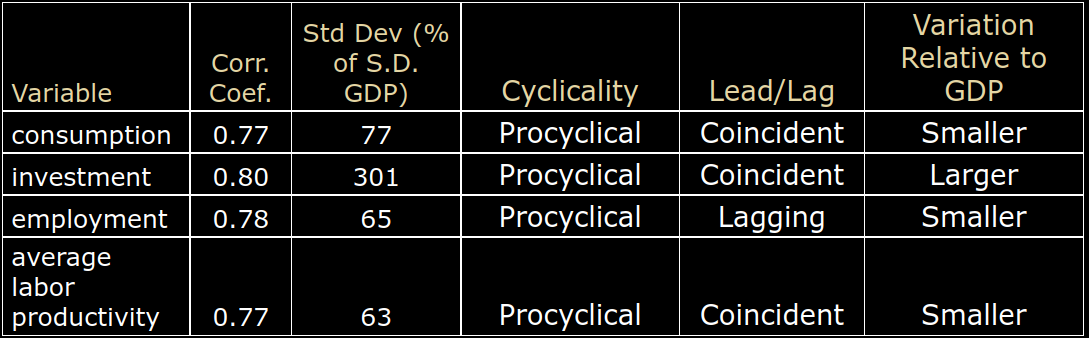 Variable Corr. Coef. Std Dev (% of S.D. GDP) Cyclicality Lead/Lag Variation Relative to GDP
consumption 0.77 77 Procyclical Coincident Smaller
investment 0.80 301 Procyclical Coincident Larger
employment 0.78 65 Procyclical Lagging Smaller
average labor productivity 0.77 63 Procyclical Coincident Smaller